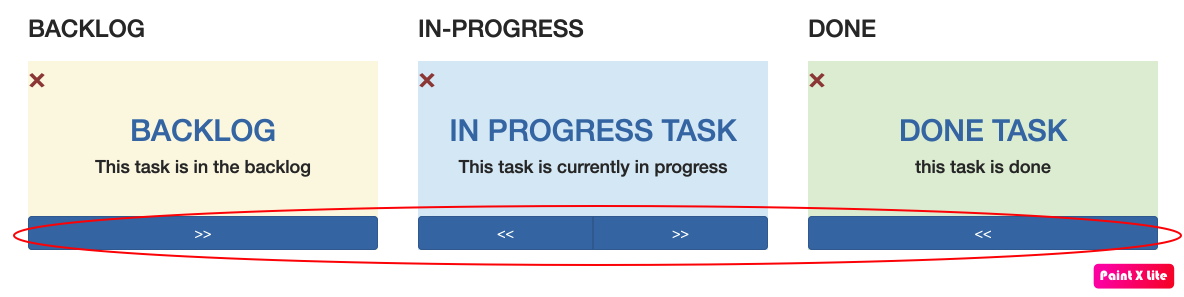 BACKLOG
IN-PROGRESS
DONE
BACKLOG
This task is in the backlog
>>
IN PROGRESS TASK
This task is currently in progress
<< >>
DONE TASK
this task is done
<<
Paint X Lite